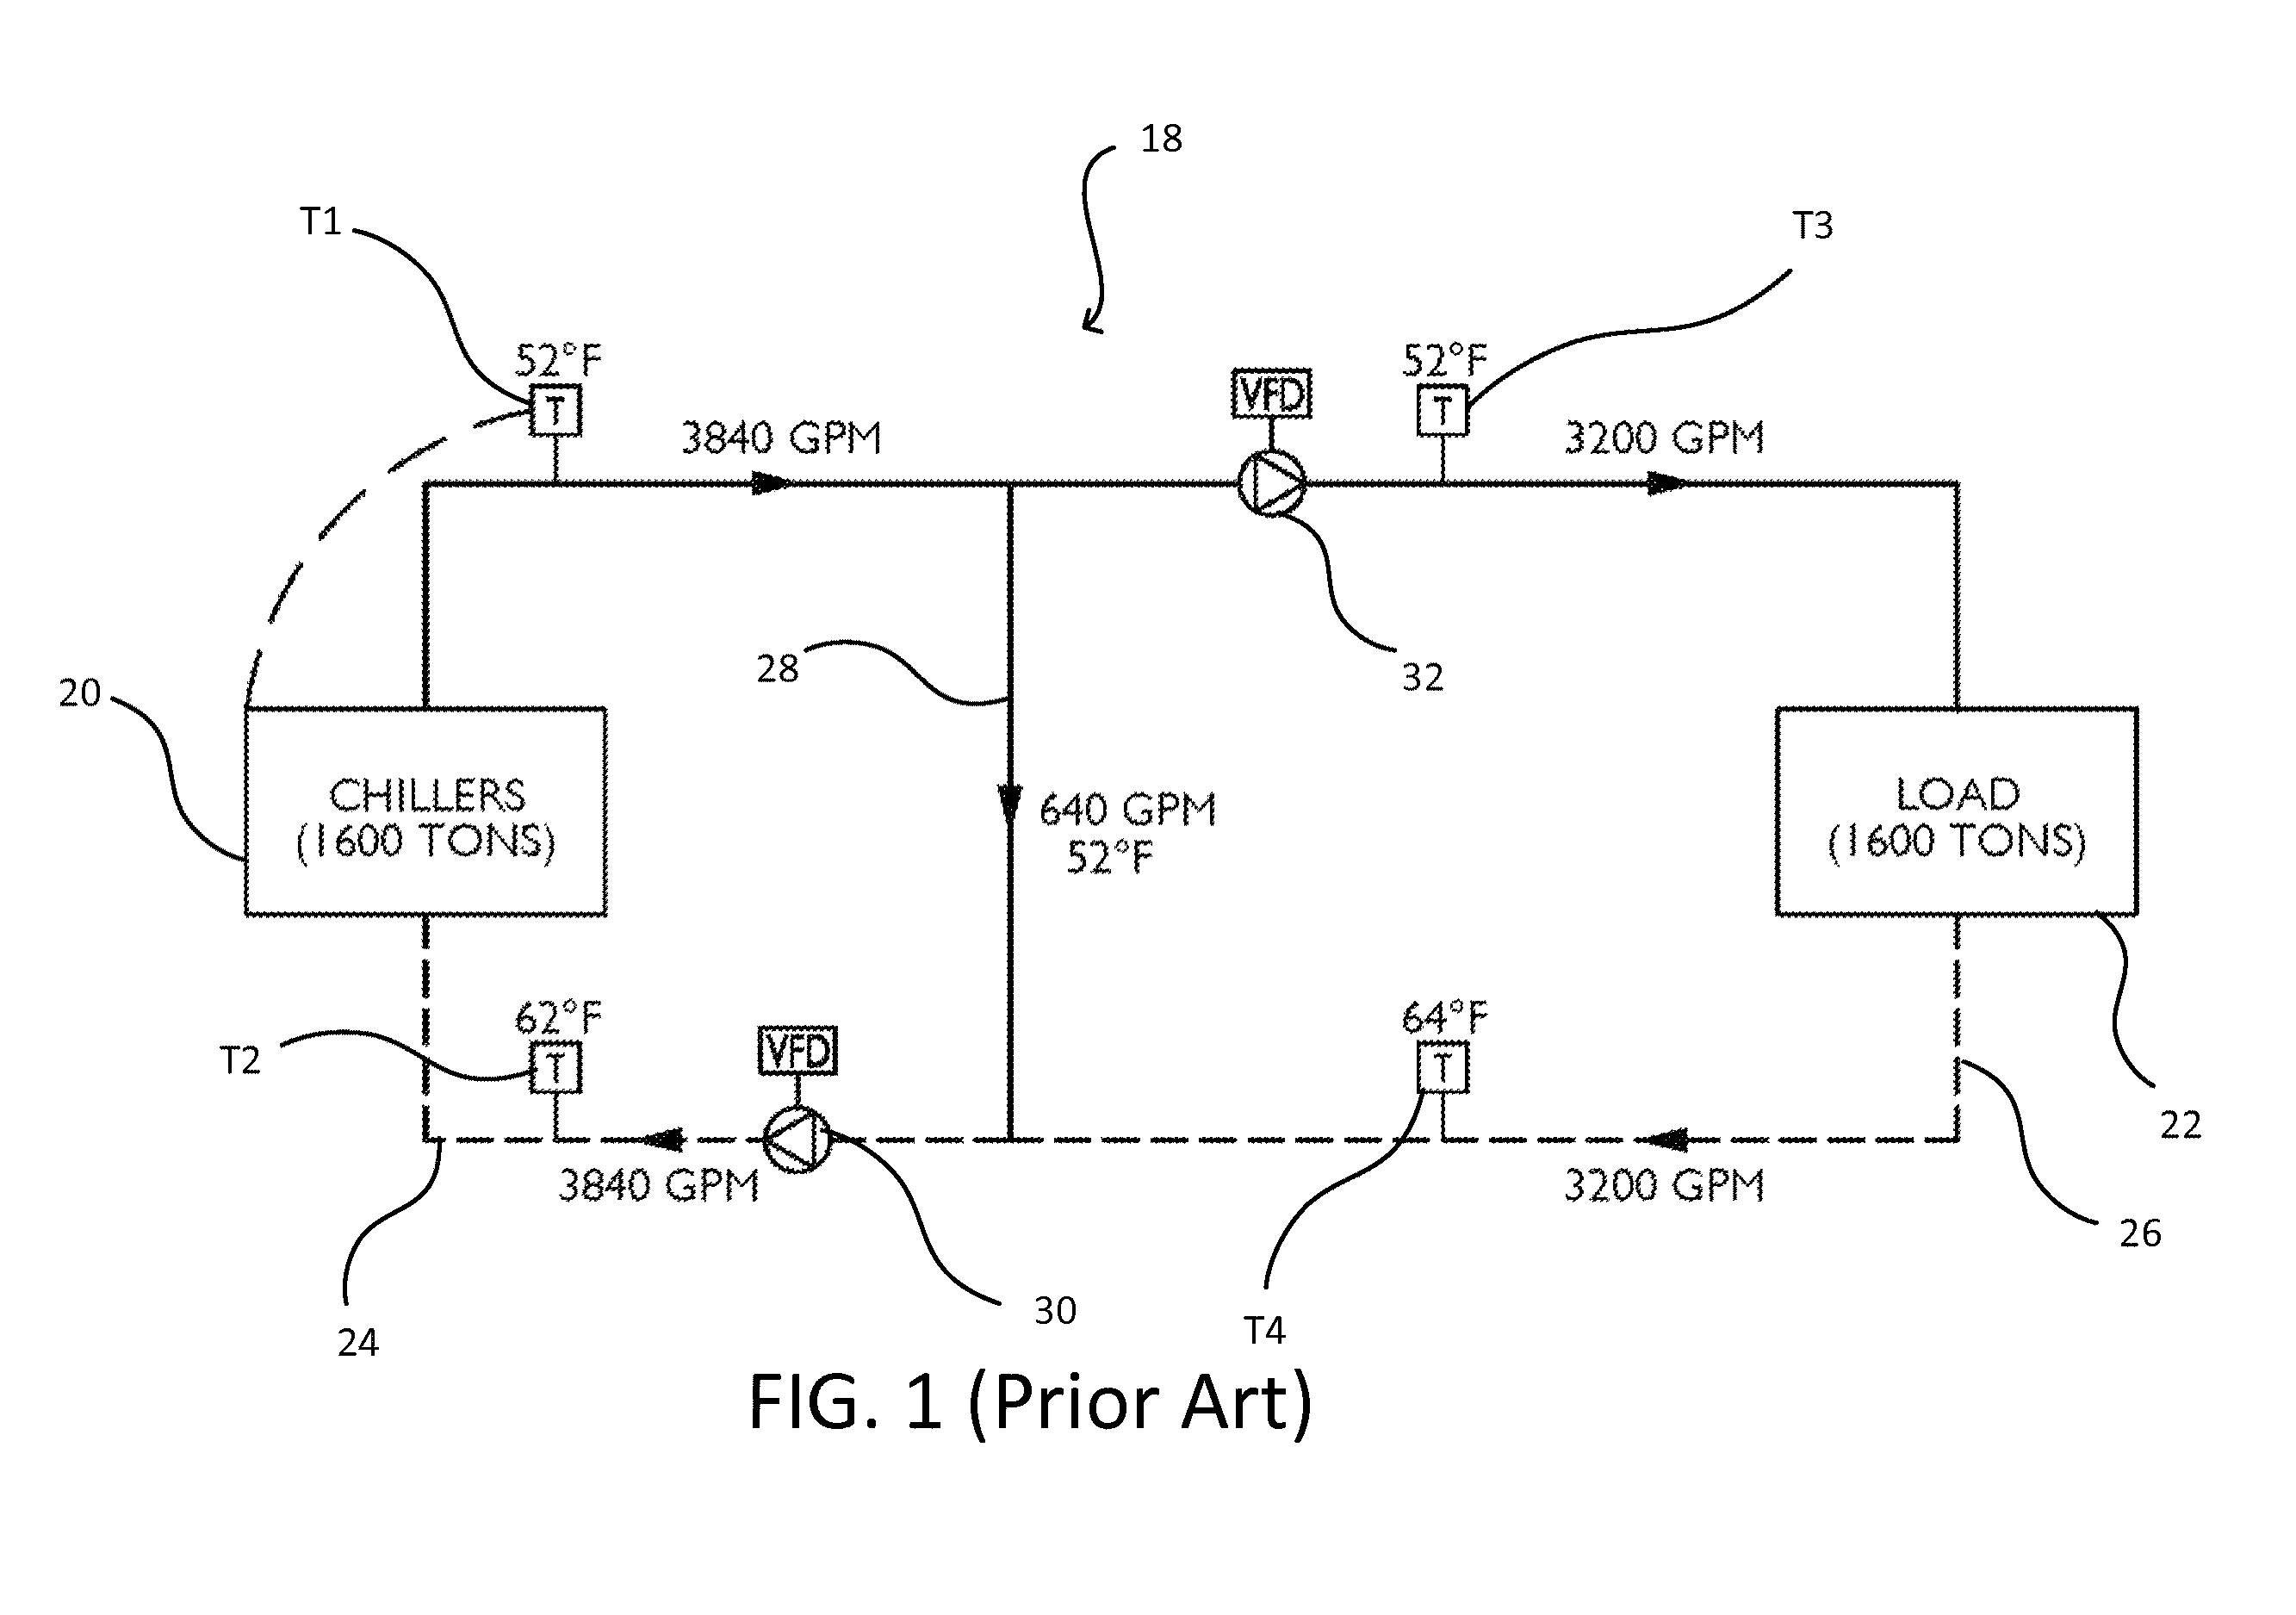 18
T1
T3
52°F
T
VFD
52°F
T
3840 GPM
3200 GPM
28
32
20
CHILLERS
(1600 TONS)
640 GPM
52°F
LOAD
(1600 TONS)
62°F
T
T2
VFD
64°F
T
22
3840 GPM
3200 GPM
26
30
24
T4
FIG. 1 (Prior Art)